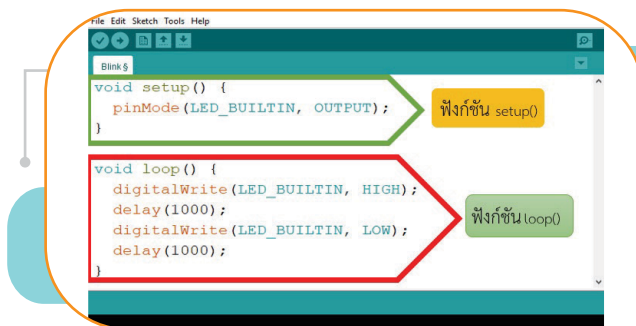 File Edit Sketch Tools Help
Blink §
void setup() {
pinMode(LED_BUILTIN, OUTPUT);
}
ฟังก์ชัน setup()
void loop() {
digitalWrite(LED_BUILTIN, HIGH);
delay(1000);
digitalWrite(LED_BUILTIN, LOW);
delay(1000);
}
ฟังก์ชัน loop()